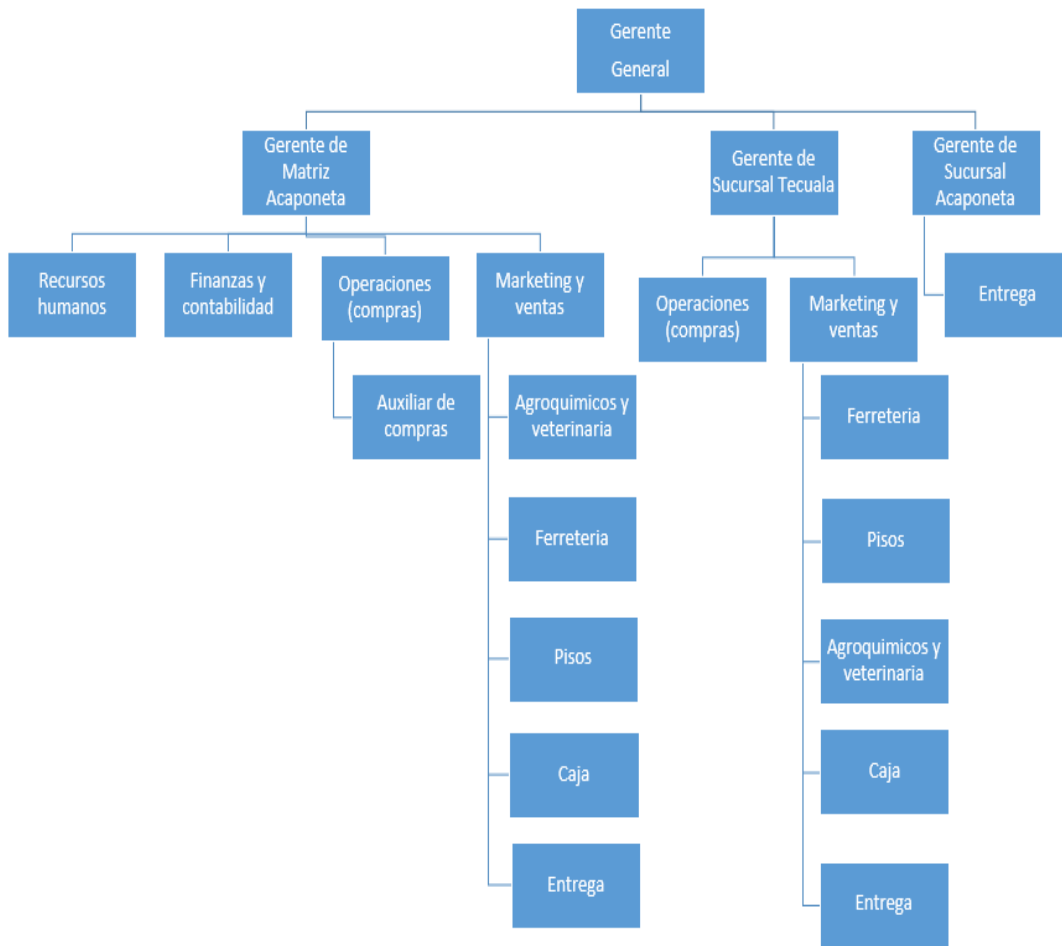 Gerente
General
Gerente de
Matriz
Acaponeta
Gerente de
Sucursal Tecuala
Gerente de
Sucursal
Acaponeta
Recursos
humanos
Finanzas y
contabilidad
Operaciones
(compras)
Marketing y
ventas
Operaciones
(compras)
Marketing y
ventas
Entrega
Auxiliar de
compras
Agroquimicos y
veterinaria
Ferreteria
Pisos
Caja
Entrega
Ferreteria
Pisos
Agroquimicos y
veterinaria
Caja
Entrega